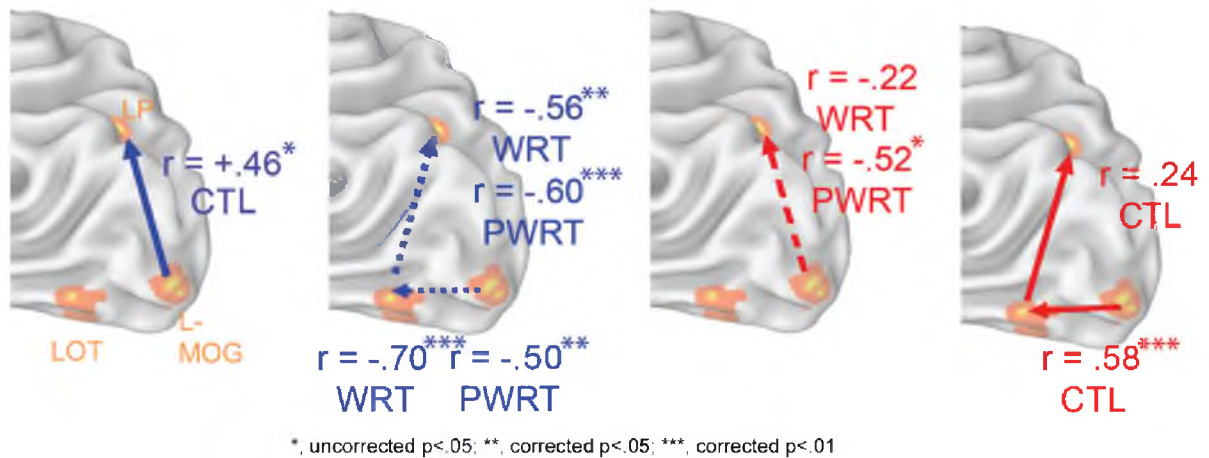 LP
r = +.46*
CTL
LOT
L-
MOG
r = -.56**
WRT
r = -.60***
PWRT
r = -.70***
WRT
r = -.50**
PWRT
r = -.22
WRT
r = -.52*
PWRT
r = .24
CTL
r = .58***
CTL
*, uncorrected p<.05; **, corrected p<.05; ***, corrected p<.01